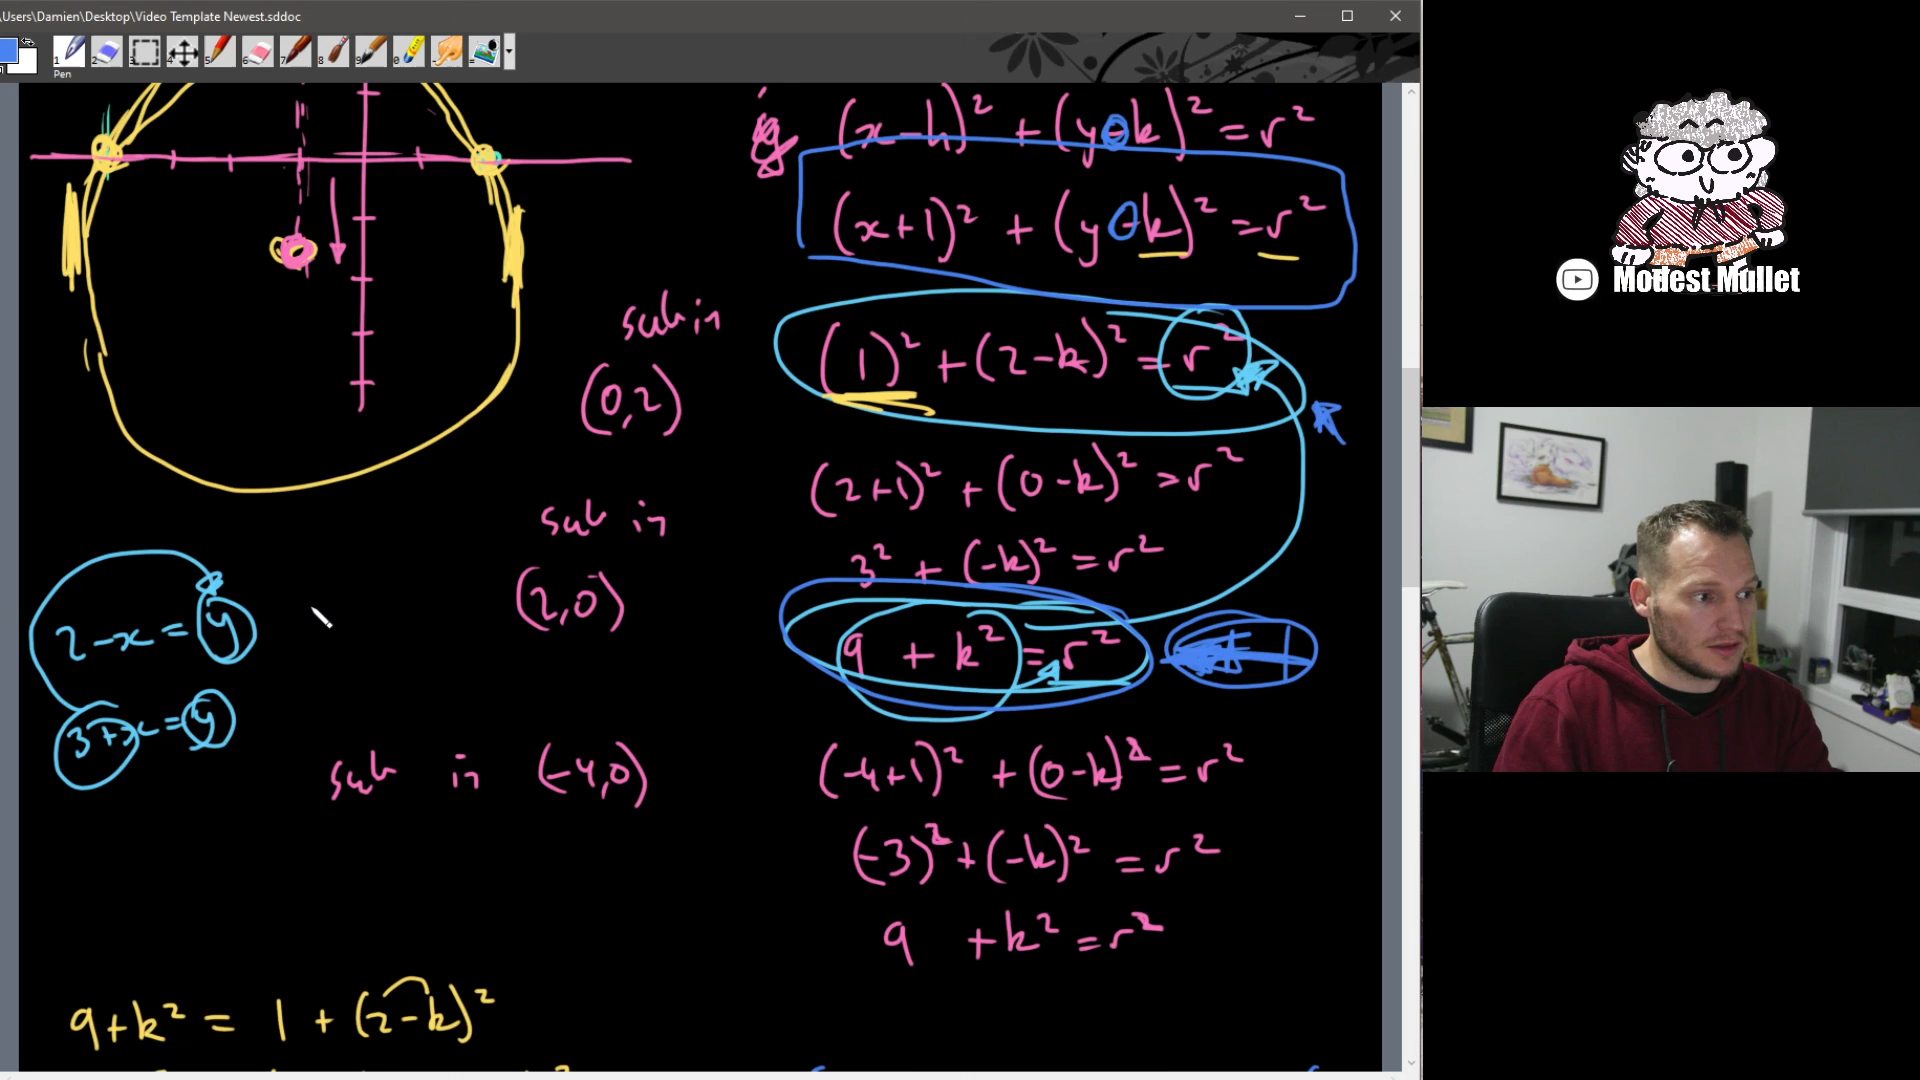 \Users\Damien\Desktop\Video Template Newest.sddoc
Pen
(x-h)² + (y-k)² = r²
(x+1)² + (y-k)² = r²
sub in
(0,2)
(1)² + (2-k)² = r²
(2+1)² + (0-k)² = r²
sub in
(2,0)
3² + (-k)² = r²
9 + k² = r²
2-x = y
3+x = y
sub in (-4,0)
(-4+1)² + (0-k)² = r²
(-3)² + (-k)² = r²
9 + k² = r²
9+k² = 1 + (2-k)²
Modest Mullet